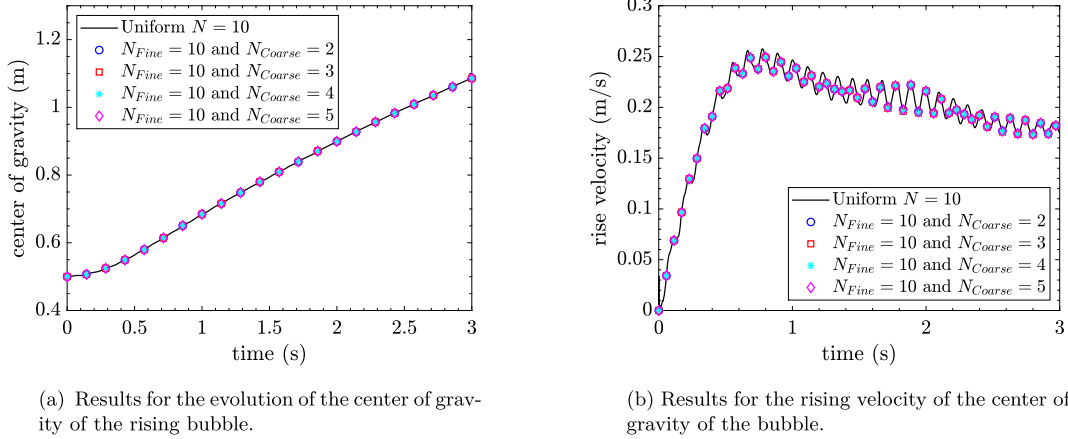 1.2
1
0.8
0.6
0.4
0
0.5
1
1.5
2
2.5
3
center of gravity (m)
time (s)
Uniform N = 10
N_Fine = 10 and N_Coarse = 2
N_Fine = 10 and N_Coarse = 3
N_Fine = 10 and N_Coarse = 4
N_Fine = 10 and N_Coarse = 5
(a) Results for the evolution of the center of grav-
ity of the rising bubble.
0.3
0.25
0.2
0.15
0.1
0.05
0
0
1
2
3
rise velocity (m/s)
time (s)
Uniform N = 10
N_Fine = 10 and N_Coarse = 2
N_Fine = 10 and N_Coarse = 3
N_Fine = 10 and N_Coarse = 4
N_Fine = 10 and N_Coarse = 5
(b) Results for the rising velocity of the center of
gravity of the bubble.